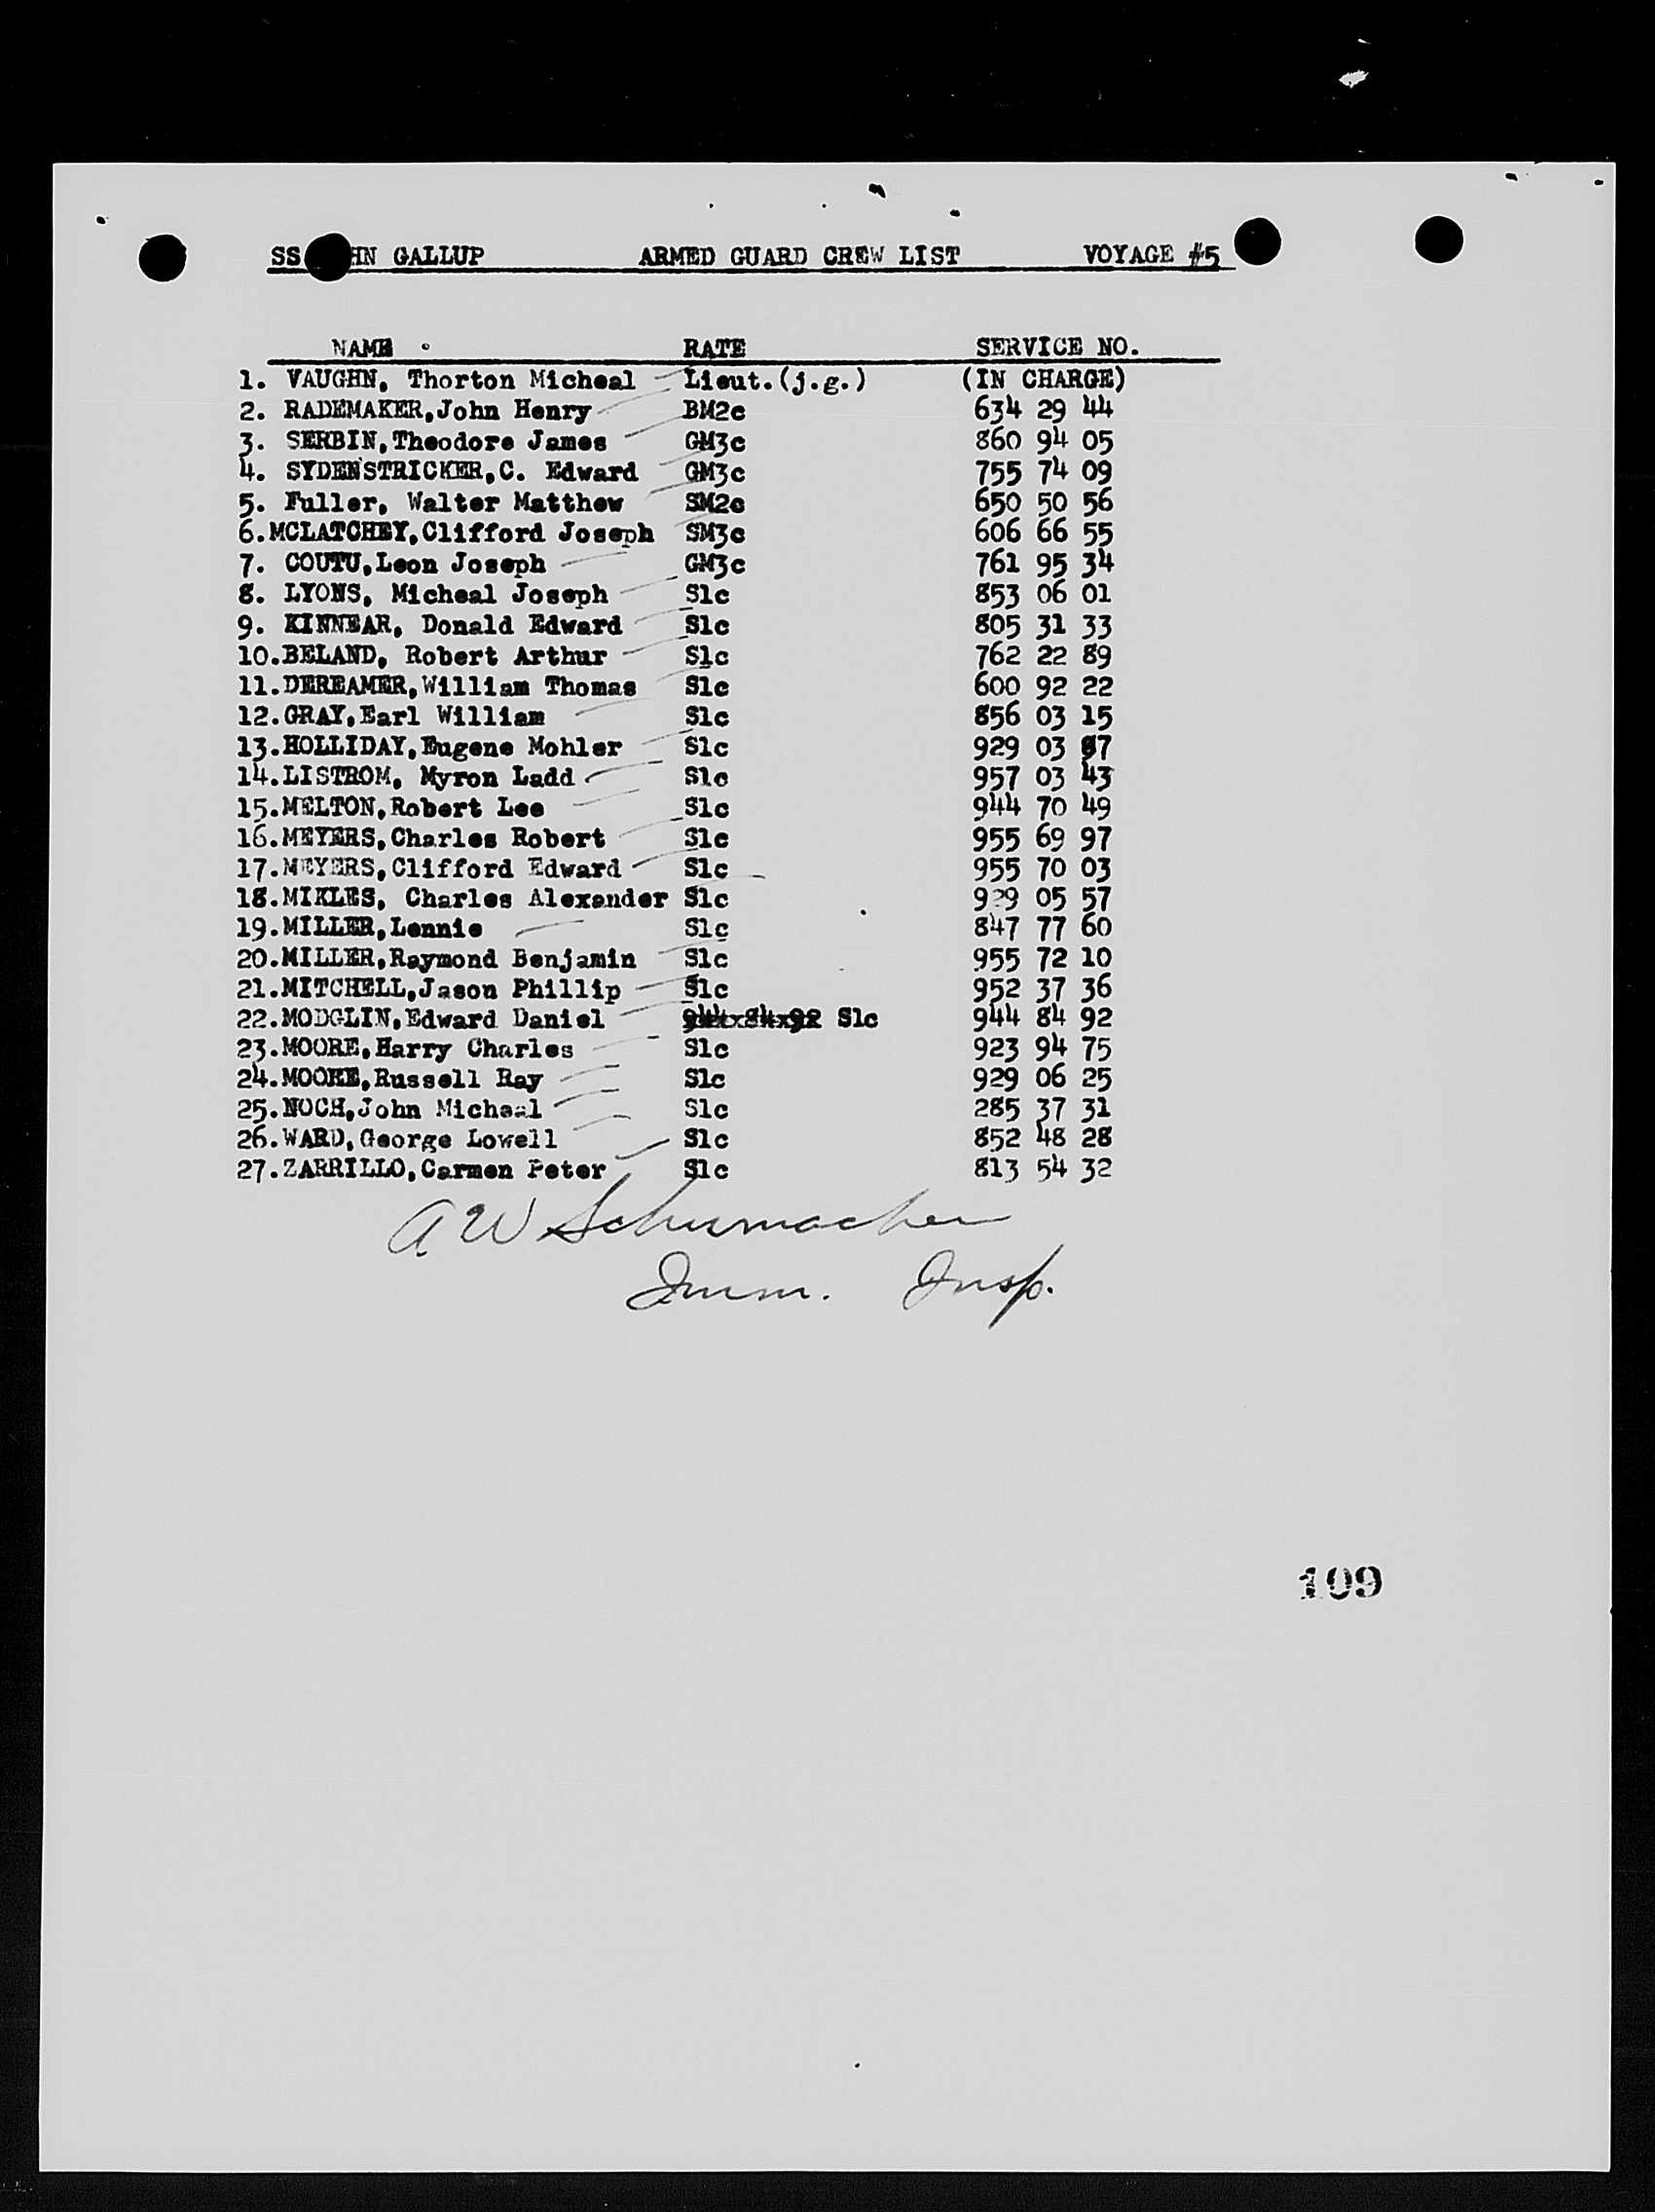 SS HN GALLUP ARMED GUARD CREW LIST VOYAGE #5
NAME RATE SERVICE NO.
1. VAUGHN, Thorton Micheal Lieut.(j.g.) (IN CHARGE)
2. RADEMAKER,John Henry BM2c 634 29 44
3. SERBIN,Theodore James GM3c 860 94 05
4. SYDENSTRICKER,C. Edward GM3c 755 74 09
5. Fuller, Walter Matthew SM2c 650 50 56
6.MCLATCHEY,Clifford Joseph SM3c 606 66 55
7. COUTU,Leon Joseph GM3c 761 95 34
8. LYONS, Micheal Joseph S1c 853 06 01
9. KINNEAR, Donald Edward S1c 805 31 33
10.BELAND, Robert Arthur S1c 762 22 89
11.DEREAMER,William Thomas S1c 600 92 22
12.GRAY,Earl William S1c 856 03 15
13.HOLLIDAY,Eugene Mohler S1c 929 03 87
14.LISTROM, Myron Ladd S1c 957 03 43
15.MELTON,Robert Lee S1c 944 70 49
16.MEYERS,Charles Robert S1c 955 69 97
17.MEYERS,Clifford Edward S1c 955 70 03
18.MIKLES, Charles Alexander S1c 929 05 57
19.MILLER,Lennie S1c 847 77 60
20.MILLER,Raymond Benjamin S1c 955 72 10
21.MITCHELL,Jason Phillip S1c 952 37 36
22.MODGLIN,Edward Daniel S1c 944 84 92
23.MOORE,Harry Charles S1c 923 94 75
24.MOORE,Russell Ray S1c 929 06 25
25.NOCH,John Micheal S1c 285 37 31
26.WARD,George Lowell S1c 852 48 28
27.ZARRILLO,Carmen Peter S1c 813 54 32
A W Schumacher
Imm. Insp.
109